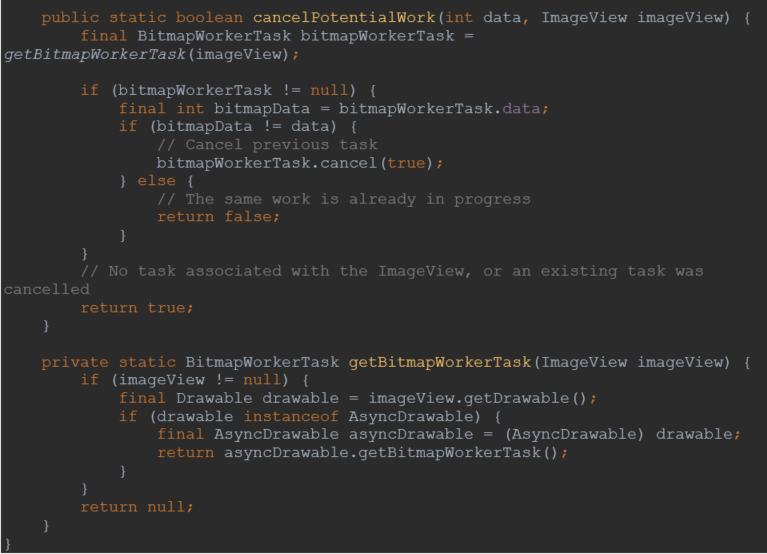 public static boolean cancelPotentialWork(int data, ImageView imageView) {
        final BitmapWorkerTask bitmapWorkerTask =
getBitmapWorkerTask(imageView);

        if (bitmapWorkerTask != null) {
            final int bitmapData = bitmapWorkerTask.data;
            if (bitmapData != data) {
                // Cancel previous task
                bitmapWorkerTask.cancel(true);
            } else {
                // The same work is already in progress
                return false;
            }
        }
        // No task associated with the ImageView, or an existing task was
cancelled
        return true;
    }

    private static BitmapWorkerTask getBitmapWorkerTask(ImageView imageView) {
        if (imageView != null) {
            final Drawable drawable = imageView.getDrawable();
            if (drawable instanceof AsyncDrawable) {
                final AsyncDrawable asyncDrawable = (AsyncDrawable) drawable;
                return asyncDrawable.getBitmapWorkerTask();
            }
        }
        return null;
    }
}